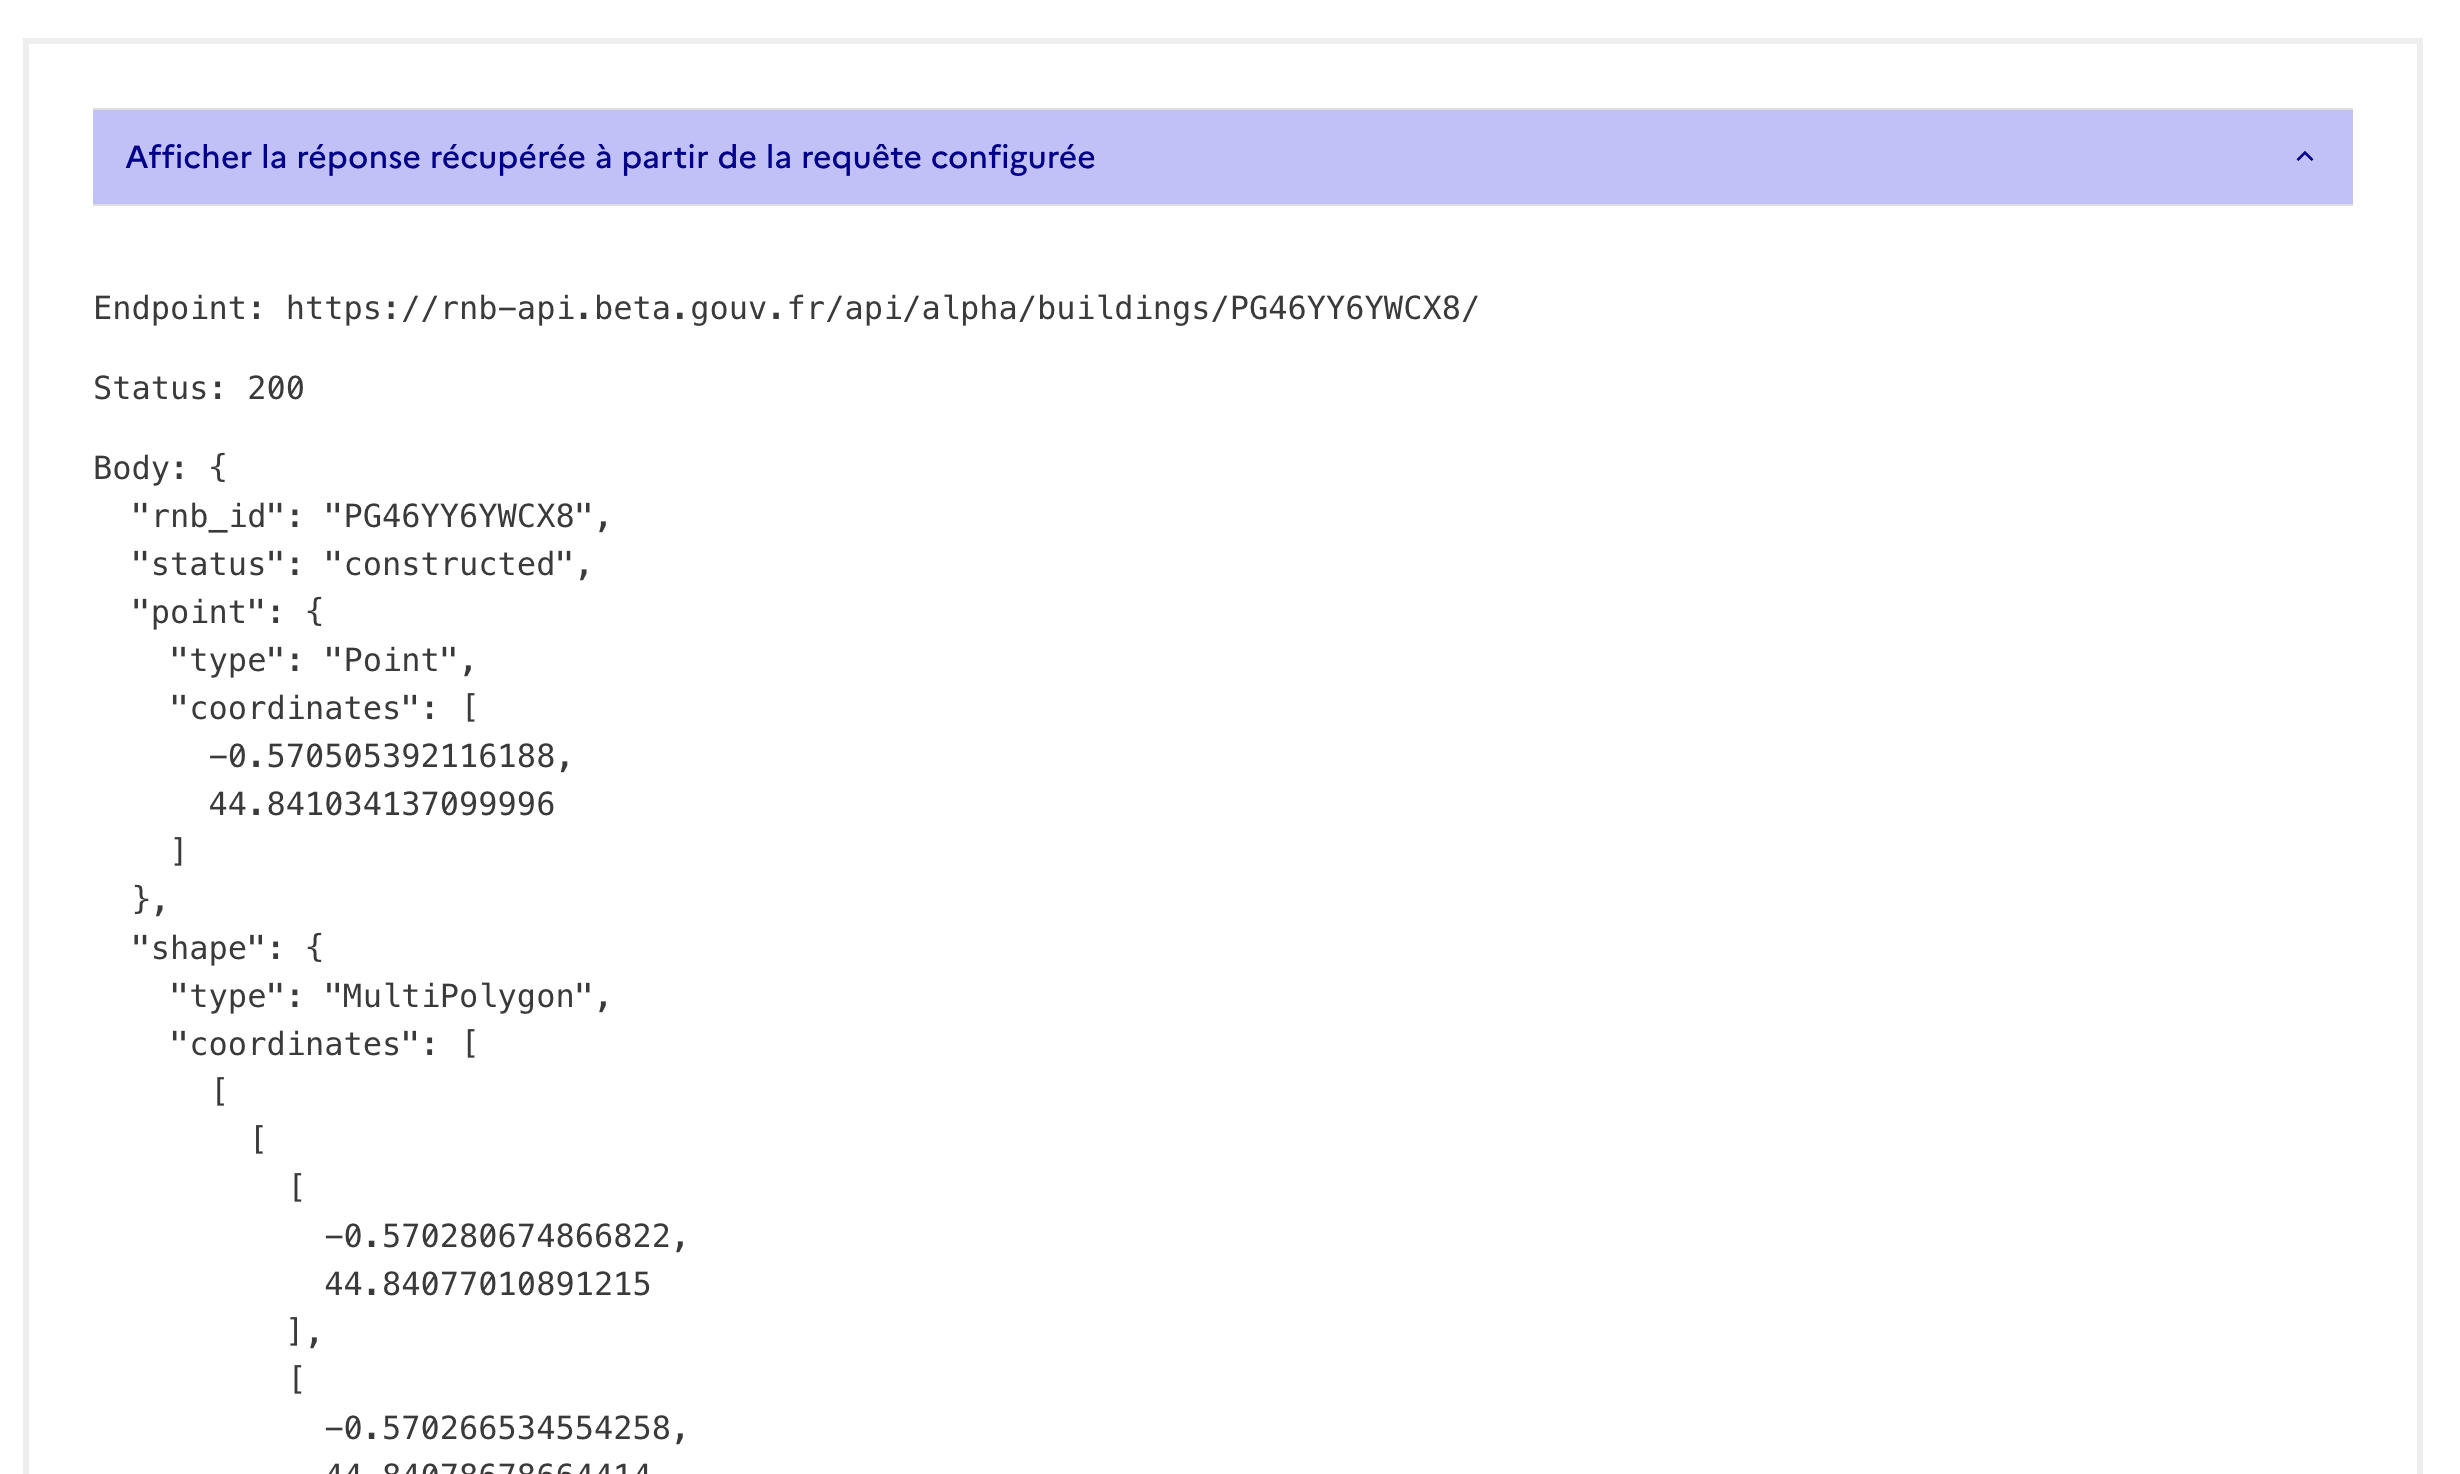 Afficher la réponse récupérée à partir de la requête configurée
Endpoint: https://rnb-api.beta.gouv.fr/api/alpha/buildings/PG46YY6YWCX8/
Status: 200
Body: {
"rnb_id": "PG46YY6YWCX8",
"status": "constructed",
"point": {
"type": "Point",
"coordinates": [
-0.570505392116188,
44.841034137099996
]
},
"shape": {
"type": "MultiPolygon",
"coordinates": [
[
[
[
-0.570280674866822,
44.84077010891215
],
[
-0.570266534554258,
44.84078678664414